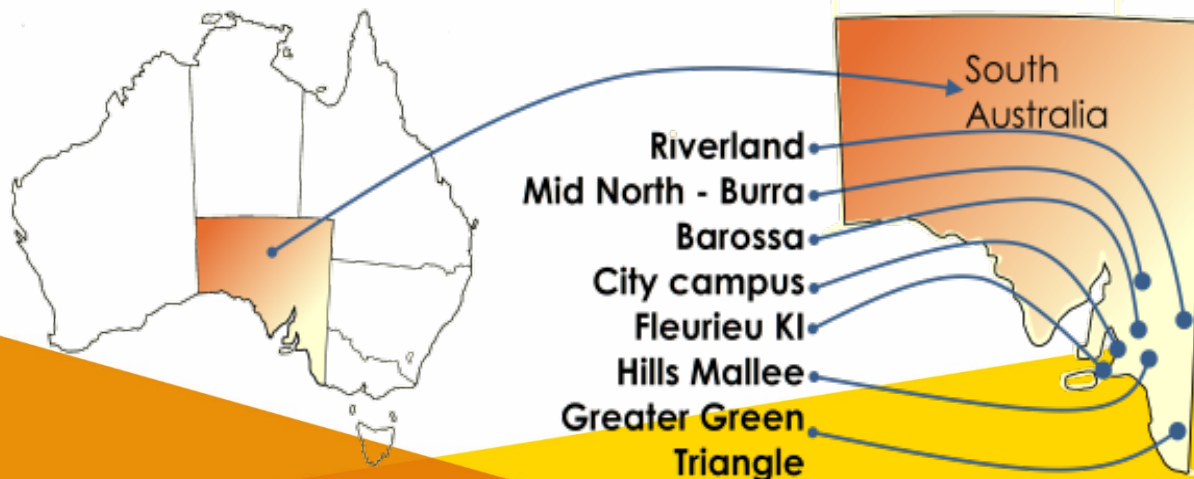 South
Australia
Riverland
Mid North - Burra
Barossa
City campus
Fleurieu KI
Hills Mallee
Greater Green
Triangle